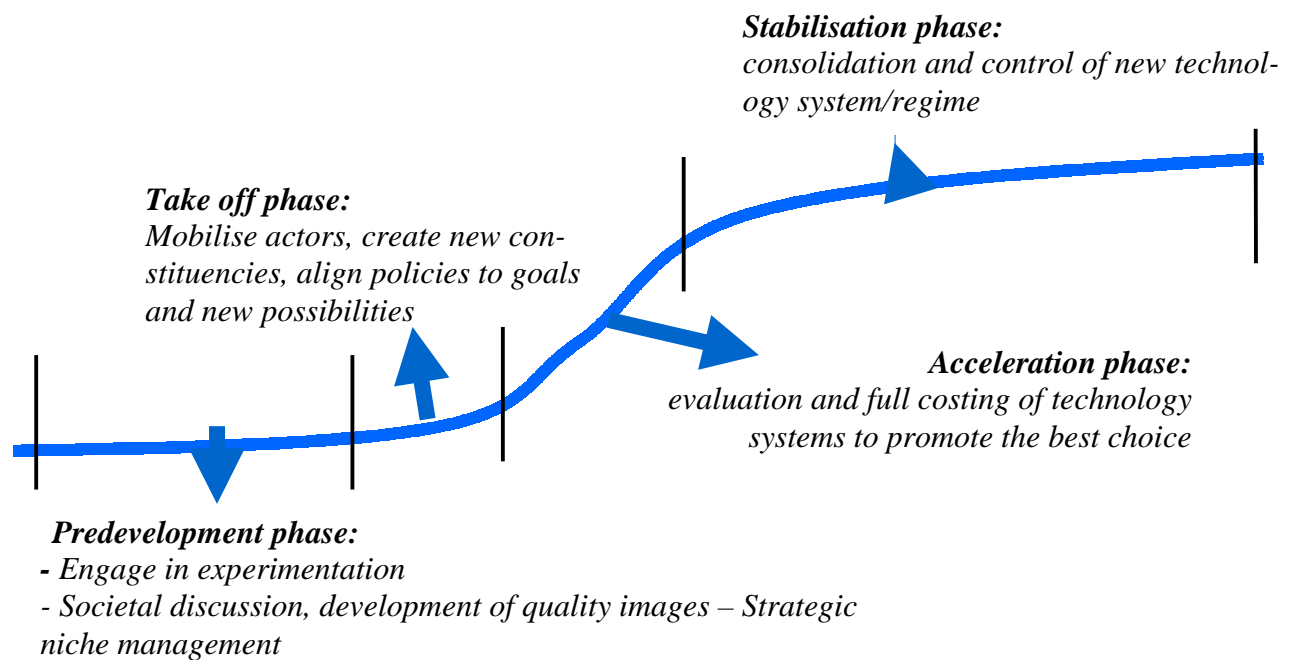 Stabilisation phase:
consolidation and control of new technol-
ogy system/regime
Take off phase:
Mobilise actors, create new con-
stituencies, align policies to goals
and new possibilities
Acceleration phase:
evaluation and full costing of technology
systems to promote the best choice
Predevelopment phase:
- Engage in experimentation
- Societal discussion, development of quality images – Strategic
niche management